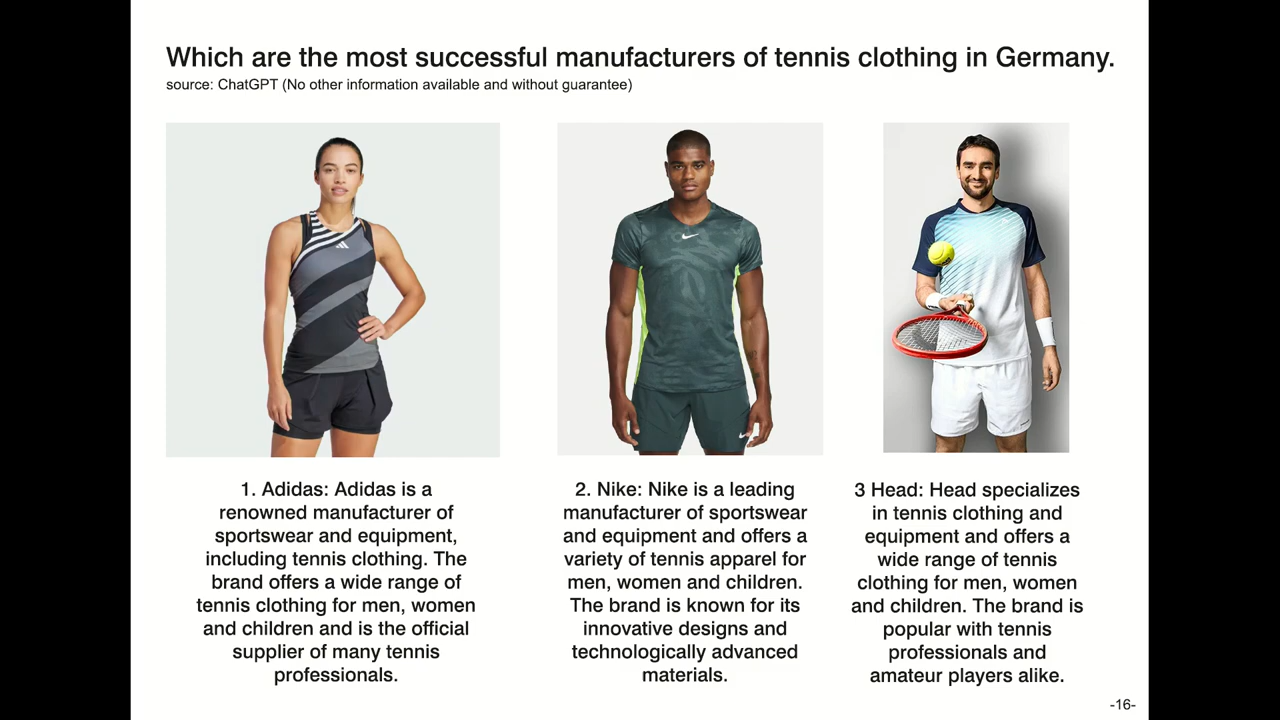 Which are the most successful manufacturers of tennis clothing in Germany.
source: ChatGPT (No other information available and without guarantee)
1. Adidas: Adidas is a
renowned manufacturer of
sportswear and equipment,
including tennis clothing. The
brand offers a wide range of
tennis clothing for men, women
and children and is the official
supplier of many tennis
professionals.
2. Nike: Nike is a leading
manufacturer of sportswear
and equipment and offers a
variety of tennis apparel for
men, women and children.
The brand is known for its
innovative designs and
technologically advanced
materials.
3 Head: Head specializes
in tennis clothing and
equipment and offers a
wide range of tennis
clothing for men, women
and children. The brand is
popular with tennis
professionals and
amateur players alike.
-16-